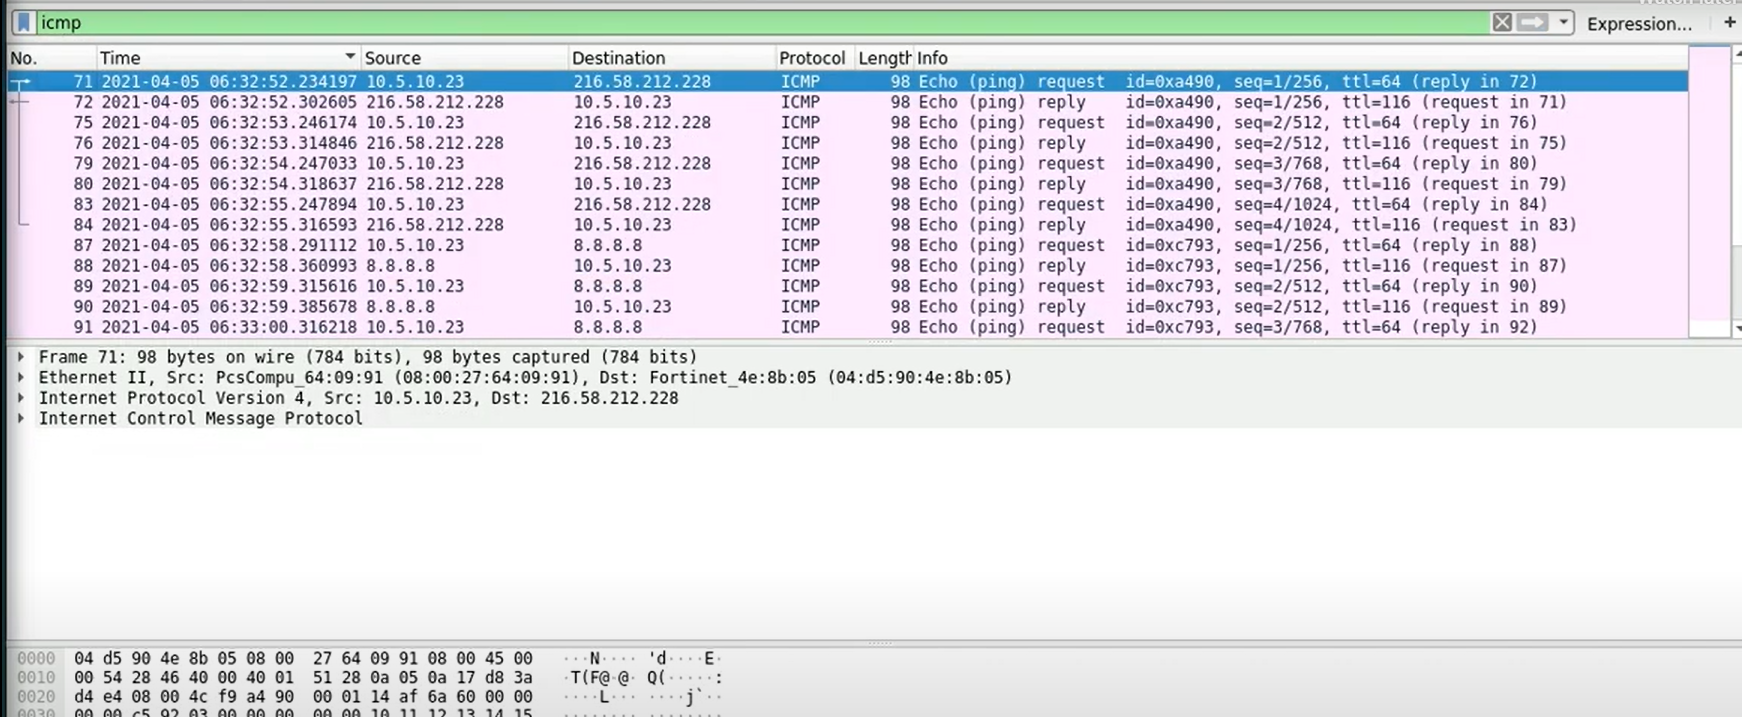 Watch later
icmp Expression... +
No. Time Source Destination Protocol Length Info
71 2021-04-05 06:32:52.234197 10.5.10.23 216.58.212.228 ICMP 98 Echo (ping) request id=0xa490, seq=1/256, ttl=64 (reply in 72)
72 2021-04-05 06:32:52.302605 216.58.212.228 10.5.10.23 ICMP 98 Echo (ping) reply id=0xa490, seq=1/256, ttl=116 (request in 71)
75 2021-04-05 06:32:53.246174 10.5.10.23 216.58.212.228 ICMP 98 Echo (ping) request id=0xa490, seq=2/512, ttl=64 (reply in 76)
76 2021-04-05 06:32:53.314846 216.58.212.228 10.5.10.23 ICMP 98 Echo (ping) reply id=0xa490, seq=2/512, ttl=116 (request in 75)
79 2021-04-05 06:32:54.247033 10.5.10.23 216.58.212.228 ICMP 98 Echo (ping) request id=0xa490, seq=3/768, ttl=64 (reply in 80)
80 2021-04-05 06:32:54.318637 216.58.212.228 10.5.10.23 ICMP 98 Echo (ping) reply id=0xa490, seq=3/768, ttl=116 (request in 79)
83 2021-04-05 06:32:55.247894 10.5.10.23 216.58.212.228 ICMP 98 Echo (ping) request id=0xa490, seq=4/1024, ttl=64 (reply in 84)
84 2021-04-05 06:32:55.316593 216.58.212.228 10.5.10.23 ICMP 98 Echo (ping) reply id=0xa490, seq=4/1024, ttl=116 (request in 83)
87 2021-04-05 06:32:58.291112 10.5.10.23 8.8.8.8 ICMP 98 Echo (ping) request id=0xc793, seq=1/256, ttl=64 (reply in 88)
88 2021-04-05 06:32:58.360993 8.8.8.8 10.5.10.23 ICMP 98 Echo (ping) reply id=0xc793, seq=1/256, ttl=116 (request in 87)
89 2021-04-05 06:32:59.315616 10.5.10.23 8.8.8.8 ICMP 98 Echo (ping) request id=0xc793, seq=2/512, ttl=64 (reply in 90)
90 2021-04-05 06:32:59.385678 8.8.8.8 10.5.10.23 ICMP 98 Echo (ping) reply id=0xc793, seq=2/512, ttl=116 (request in 89)
91 2021-04-05 06:33:00.316218 10.5.10.23 8.8.8.8 ICMP 98 Echo (ping) request id=0xc793, seq=3/768, ttl=64 (reply in 92)
Frame 71: 98 bytes on wire (784 bits), 98 bytes captured (784 bits)
Ethernet II, Src: PcsCompu_64:09:91 (08:00:27:64:09:91), Dst: Fortinet_4e:8b:05 (04:d5:90:4e:8b:05)
Internet Protocol Version 4, Src: 10.5.10.23, Dst: 216.58.212.228
Internet Control Message Protocol
0000 04 d5 90 4e 8b 05 08 00 27 64 09 91 08 00 45 00 ···N···· 'd····E·
0010 00 54 28 46 40 00 40 01 51 28 0a 05 0a 17 d8 3a ·T(F@·@· Q(·····:
0020 d4 e4 08 00 4c f9 a4 90 00 01 14 af 6a 60 00 00 ····L··· ····j`··
0030 00 00 c5 92 03 00 00 00 00 00 10 11 12 13 14 15 ········ ········